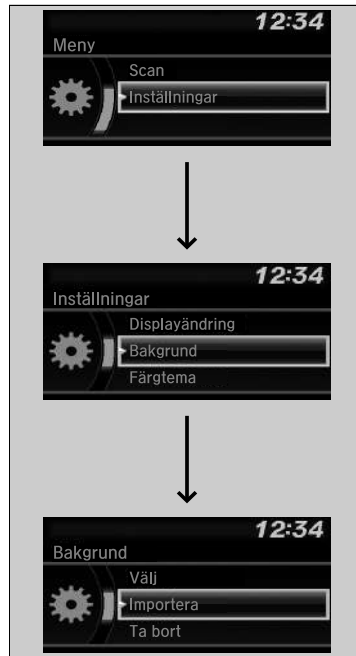 12:34
Meny
Scan
Inställningar
12:34
Inställningar
Displayändring
Bakgrund
Färgtema
12:34
Bakgrund
Välj
Importera
Ta bort